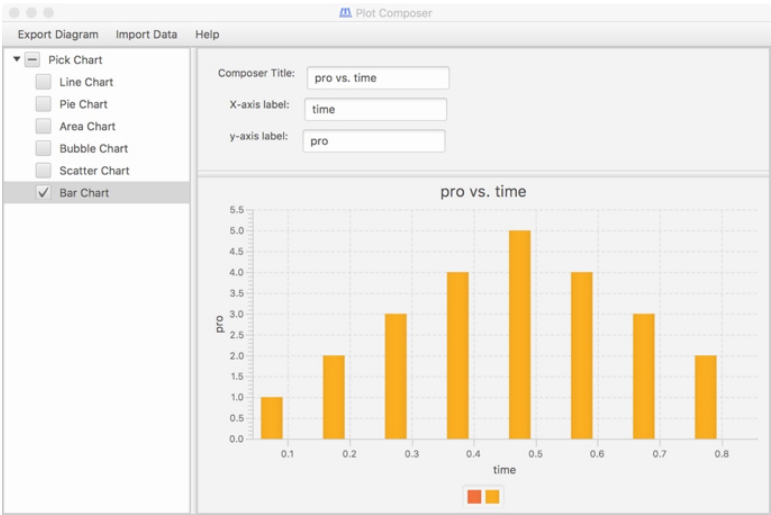 Plot Composer
Export Diagram Import Data Help
Pick Chart
Line Chart
Pie Chart
Area Chart
Bubble Chart
Scatter Chart
Bar Chart
Composer Title: pro vs. time
X-axis label: time
y-axis label: pro
pro vs. time
5.5
5.0
4.5
4.0
3.5
3.0
2.5
2.0
1.5
1.0
0.5
0.0
pro
0.1 0.2 0.3 0.4 0.5 0.6 0.7 0.8
time